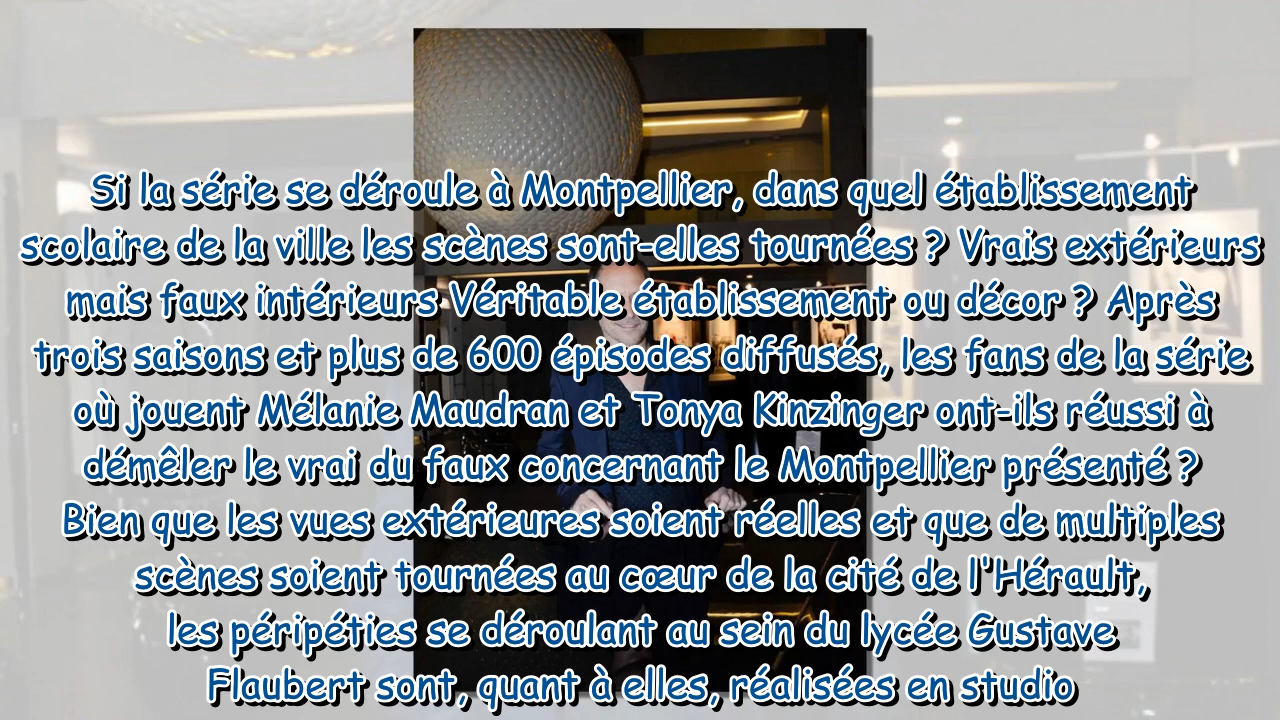 Si la série se déroule à Montpellier, dans quel établissement
scolaire de la ville les scènes sont-elles tournées ? Vrais extérieurs
mais faux intérieurs Véritable établissement ou décor ? Après
trois saisons et plus de 600 épisodes diffusés, les fans de la série
où jouent Mélanie Maudran et Tonya Kinzinger ont-ils réussi à
démêler le vrai du faux concernant le Montpellier présenté ?
Bien que les vues extérieures soient réelles et que de multiples
scènes soient tournées au cœur de la cité de l'Hérault,
les péripéties se déroulant au sein du lycée Gustave
Flaubert sont, quant à elles, réalisées en studio